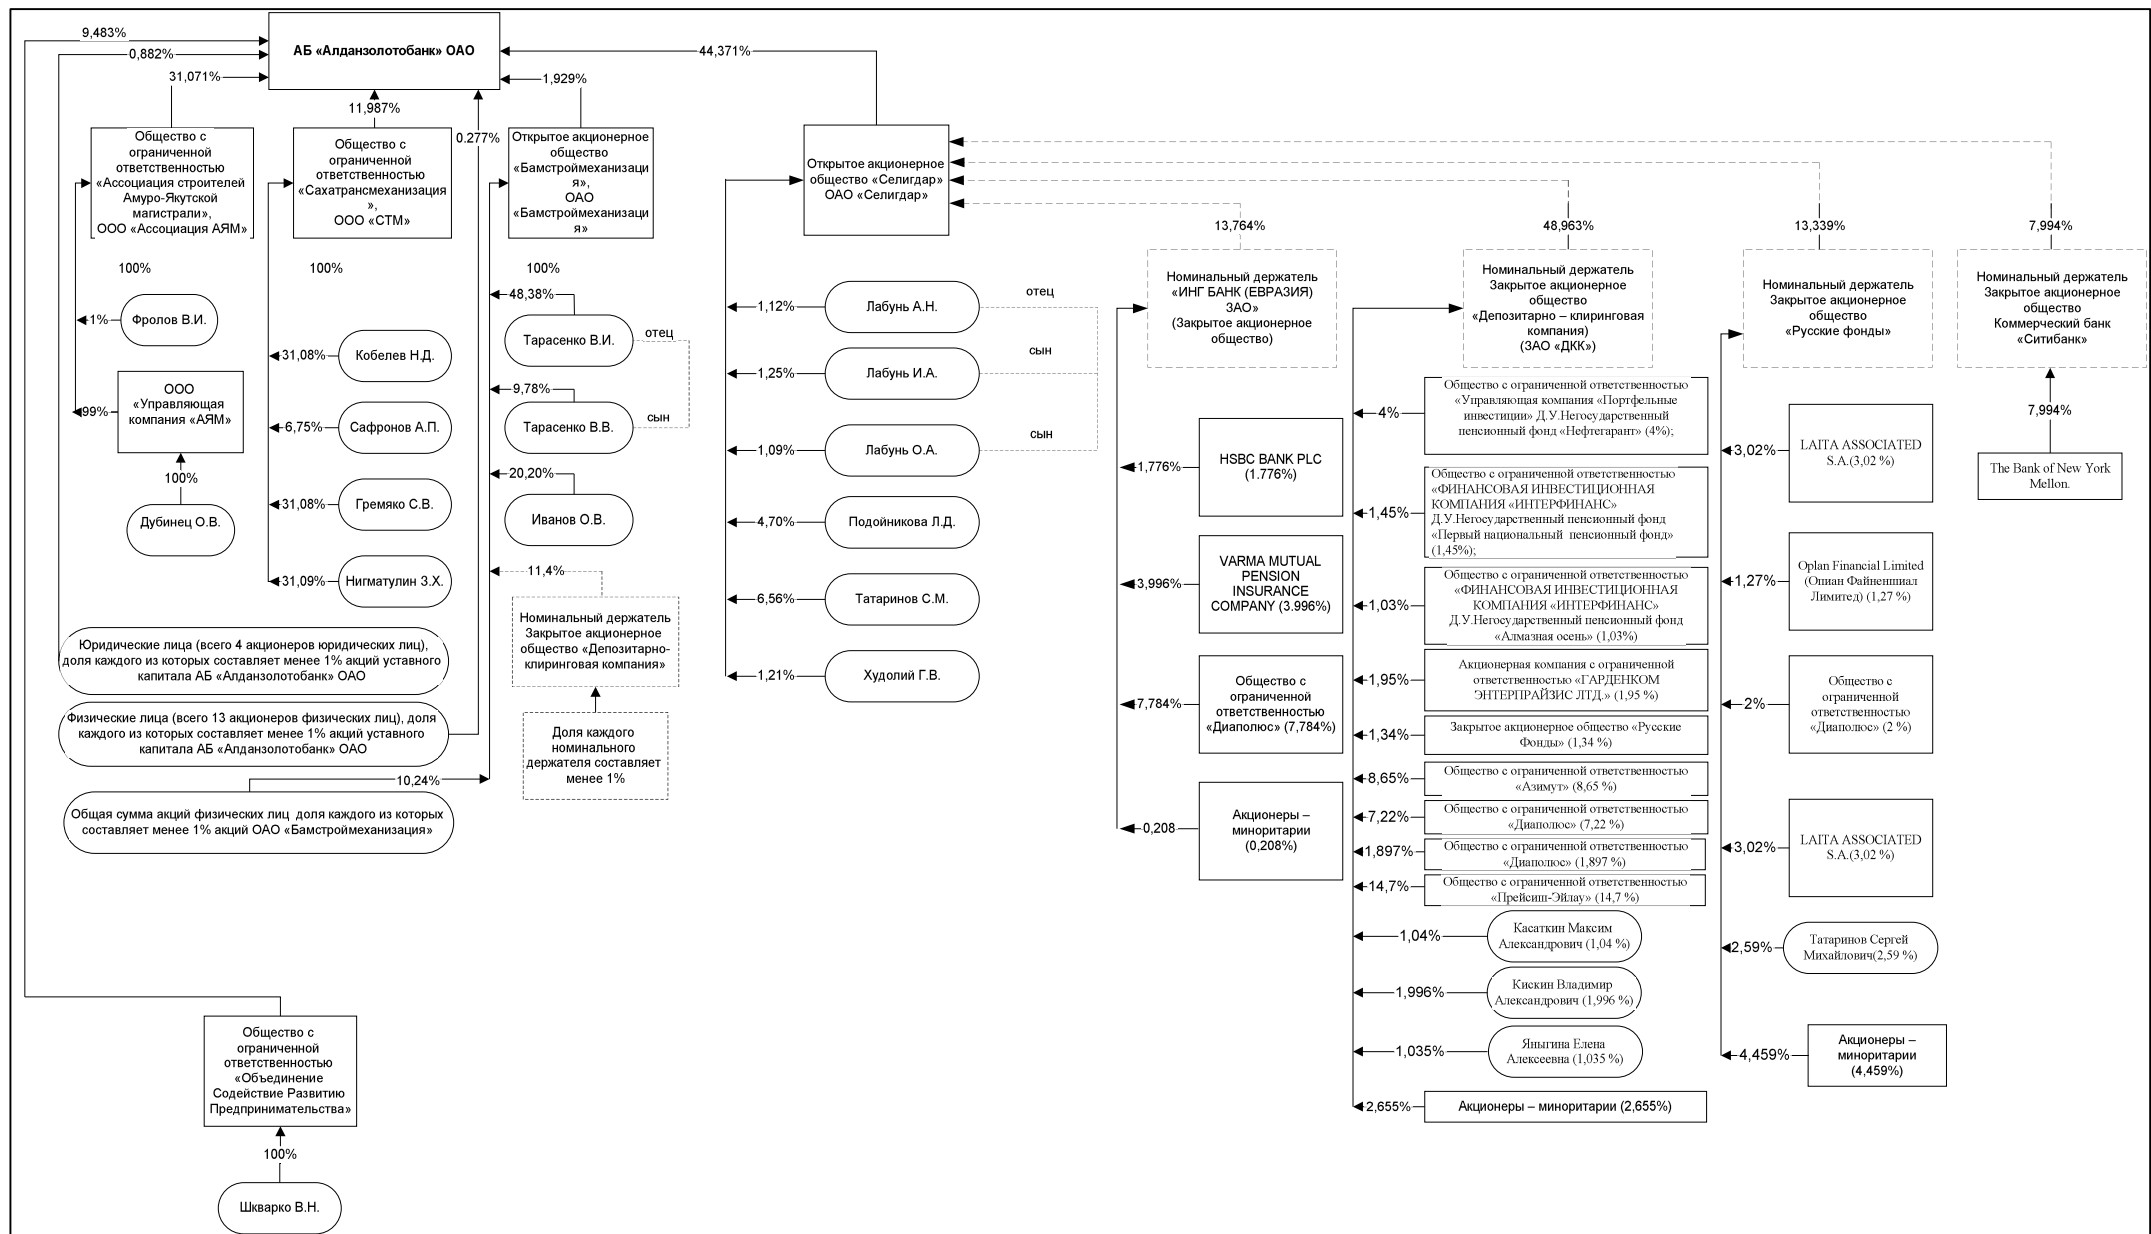 9,483%
0,882%
31,071%
АБ «Алданзолотобанк» ОАО
44,371%
1,929%
11,987%
0.277%
Общество с
ограниченной
ответственностью
«Ассоциация строителей
Амуро-Якутской
магистрали»,
ООО «Ассоциация АЯМ»
Общество с
ограниченной
ответственностью
«Сахатрансмеханизация
»,
ООО «СТМ»
Открытое акционерное
общество
«Бамстроймеханизаци
я»,
ОАО
«Бамстроймеханизаци
я»
Открытое акционерное
общество «Селигдар»
ОАО «Селигдар»
100%
1%
Фролов В.И.
99%
ООО
«Управляющая
компания «АЯМ»
100%
Дубинец О.В.
100%
31,08%
Кобелев Н.Д.
6,75%
Сафронов А.П.
31,08%
Гремяко С.В.
31,09%
Нигматулин З.Х.
100%
48,38%
Тарасенко В.И.
отец
9,78%
Тарасенко В.В.
сын
20,20%
Иванов О.В.
11,4%
Номинальный держатель
Закрытое акционерное
общество «Депозитарно-
клиринговая компания»
Доля каждого
номинального
держателя составляет
менее 1%
Юридические лица (всего 4 акционеров юридических лиц),
доля каждого из которых составляет менее 1% акций уставного
капитала АБ «Алданзолотобанк» ОАО
Физические лица (всего 13 акционеров физических лиц), доля
каждого из которых составляет менее 1% акций уставного
капитала АБ «Алданзолотобанк» ОАО
10,24%
Общая сумма акций физических лиц доля каждого из которых
составляет менее 1% акций ОАО «Бамстроймеханизация»
Общество с
ограниченной
ответственностью
«Объединение
Содействие Развитию
Предпринимательства»
100%
Шкварко В.Н.
1,12%
Лабунь А.Н.
отец
1,25%
Лабунь И.А.
сын
1,09%
Лабунь О.А.
сын
4,70%
Подойникова Л.Д.
6,56%
Татаринов С.М.
1,21%
Худолий Г.В.
13,764%
Номинальный держатель
«ИНГ БАНК (ЕВРАЗИЯ)
ЗАО»
(Закрытое акционерное
общество)
1,776%
HSBC BANK PLC
(1.776%)
3,996%
VARMA MUTUAL
PENSION
INSURANCE
COMPANY (3.996%)
7,784%
Общество с
ограниченной
ответственностью
«Диаполюс» (7,784%)
0,208
Акционеры –
миноритарии
(0,208%)
48,963%
Номинальный держатель
Закрытое акционерное
общество
«Депозитарно – клиринговая
компания)
(ЗАО «ДКК»)
4%
Общество с ограниченной ответственностью
«Управляющая компания «Портфельные
инвестиции» Д.У.Негосударственный
пенсионный фонд «Нефтегарант» (4%);
1,45%
Общество с ограниченной ответственностью
«ФИНАНСОВАЯ ИНВЕСТИЦИОННАЯ
КОМПАНИЯ «ИНТЕРФИНАНС»
Д.У.Негосударственный пенсионный фонд
«Первый национальный пенсионный фонд»
(1,45%);
1,03%
Общество с ограниченной ответственностью
«ФИНАНСОВАЯ ИНВЕСТИЦИОННАЯ
КОМПАНИЯ «ИНТЕРФИНАНС»
Д.У.Негосударственный пенсионный фонд
«Алмазная осень» (1,03%)
1,95%
Акционерная компания с ограниченной
ответственностью «ГАРДЕНКОМ
ЭНТЕРПРАЙЗИС ЛТД.» (1,95 %)
1,34%
Закрытое акционерное общество «Русские
Фонды» (1,34 %)
8,65%
Общество с ограниченной ответственностью
«Азимут» (8,65 %)
7,22%
Общество с ограниченной ответственностью
«Диаполюс» (7,22 %)
1,897%
Общество с ограниченной ответственностью
«Диаполюс» (1,897 %)
14,7%
Общество с ограниченной ответственностью
«Прейсиш-Эйлау» (14,7 %)
1,04%
Касаткин Максим
Александрович (1,04 %)
1,996%
Кискин Владимир
Александрович (1,996 %)
1,035%
Яныгина Елена
Алексеевна (1,035 %)
2,655%
Акционеры – миноритарии (2,655%)
13,339%
Номинальный держатель
Закрытое акционерное
общество
«Русские фонды»
3,02%
LAITA ASSOCIATED
S.A.(3,02 %)
1,27%
Oplan Financial Limited
(Опиан Файненшиал
Лимитед) (1,27 %)
2%
Общество с
ограниченной
ответственностью
«Диаполюс» (2 %)
3,02%
LAITA ASSOCIATED
S.A.(3,02 %)
2,59%
Татаринов Сергей
Михайлович(2,59 %)
4,459%
Акционеры –
миноритарии
(4,459%)
7,994%
Номинальный держатель
Закрытое акционерное
общество
Коммерческий банк
«Ситибанк»
7,994%
The Bank of New York
Mellon.